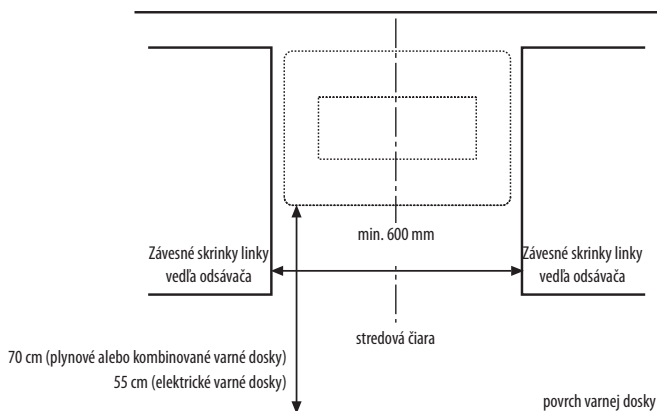 min. 600 mm
Závesné skrinky linky
vedľa odsávača
Závesné skrinky linky
vedľa odsávača
stredová čiara
70 cm (plynové alebo kombinované varné dosky)
55 cm (elektrické varné dosky)
povrch varnej dosky